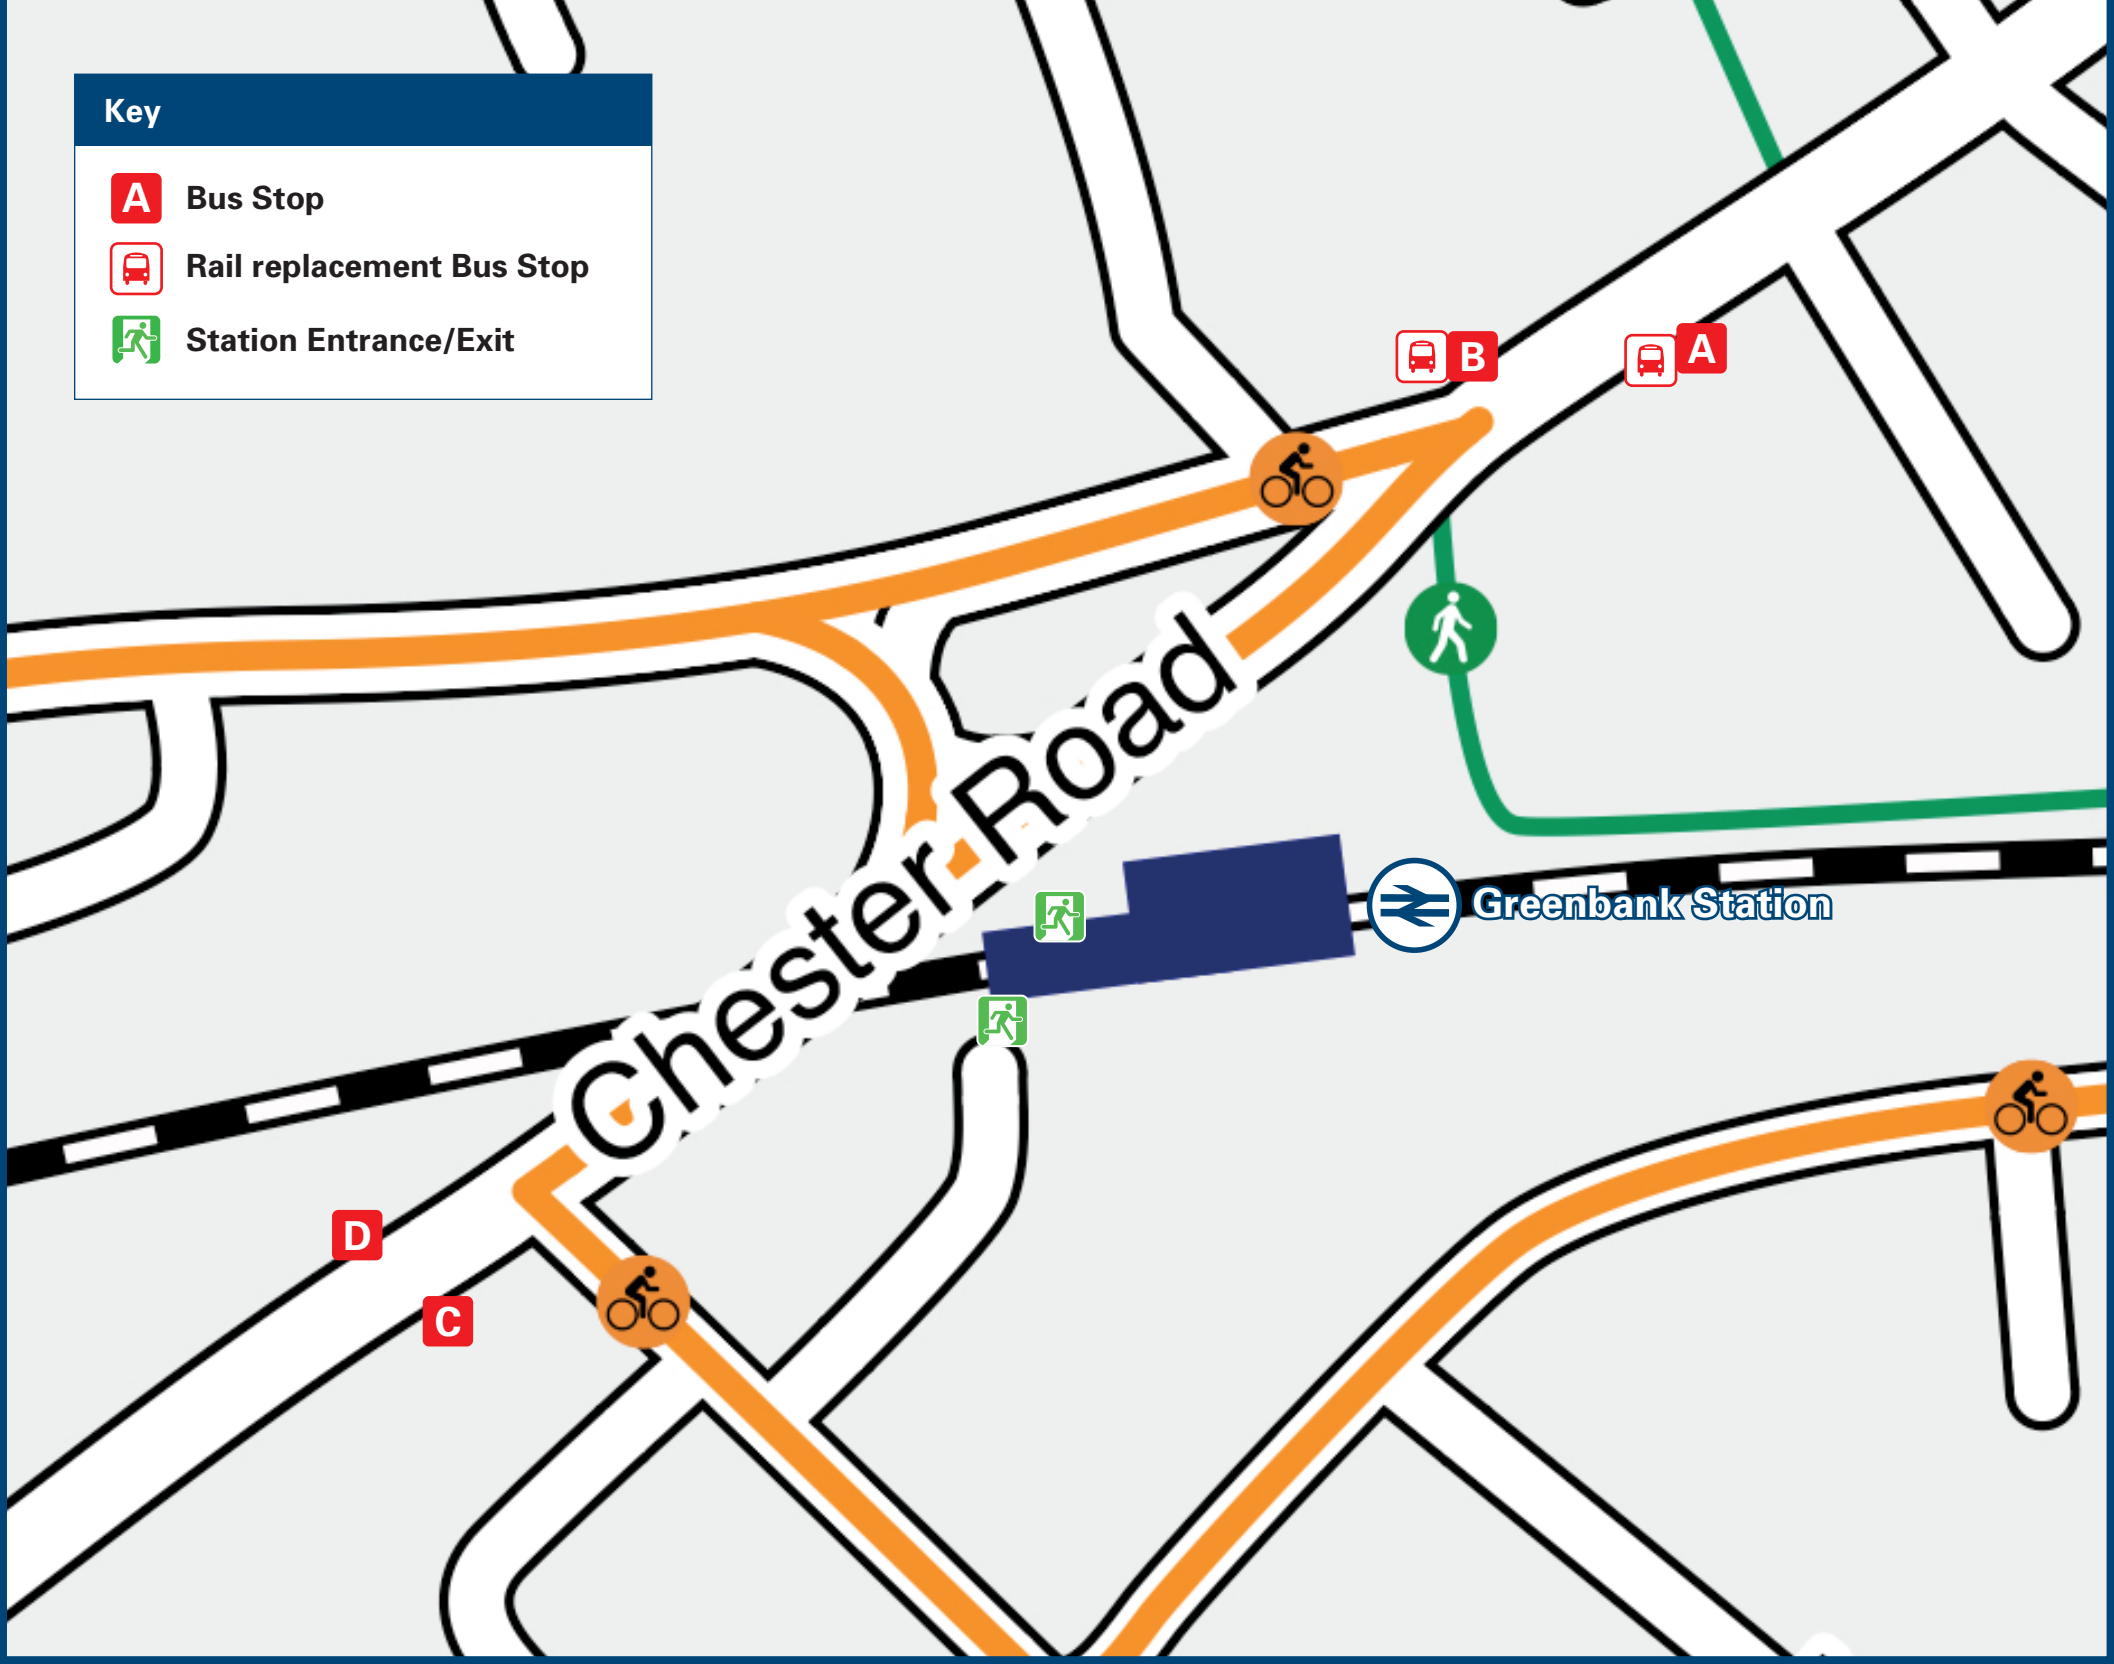 Key
A Bus Stop
Rail replacement Bus Stop
Station Entrance/Exit
B
A
Chester Road
Greenbank Station
D
C